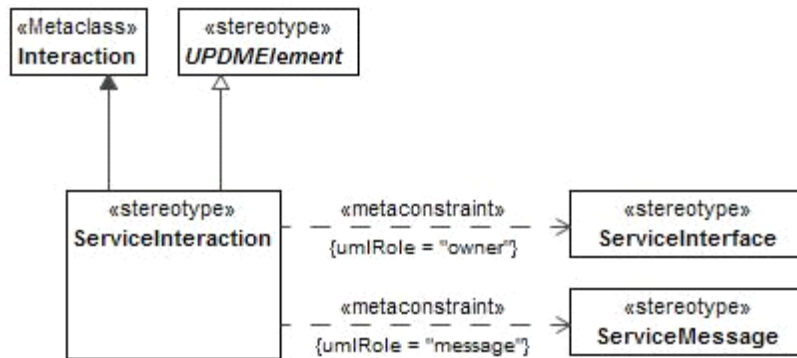 «Metaclass»
Interaction
«stereotype»
UPDMElement
«stereotype»
ServiceInteraction
«metaconstraint»
{umlRole = "owner"}
«stereotype»
ServiceInterface
«metaconstraint»
{umlRole = "message"}
«stereotype»
ServiceMessage